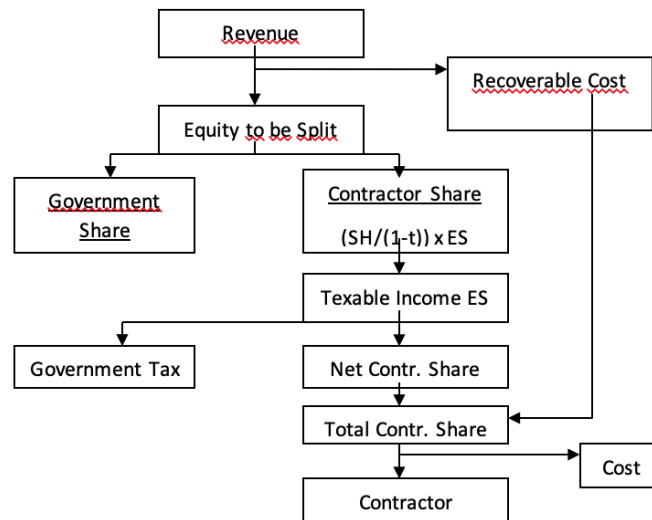 Revenue
Recoverable Cost
Equity to be Split
Government
Share
Contractor Share
(SH/(1-t)) x ES
Texable Income ES
Government Tax
Net Contr. Share
Total Contr. Share
Cost
Contractor